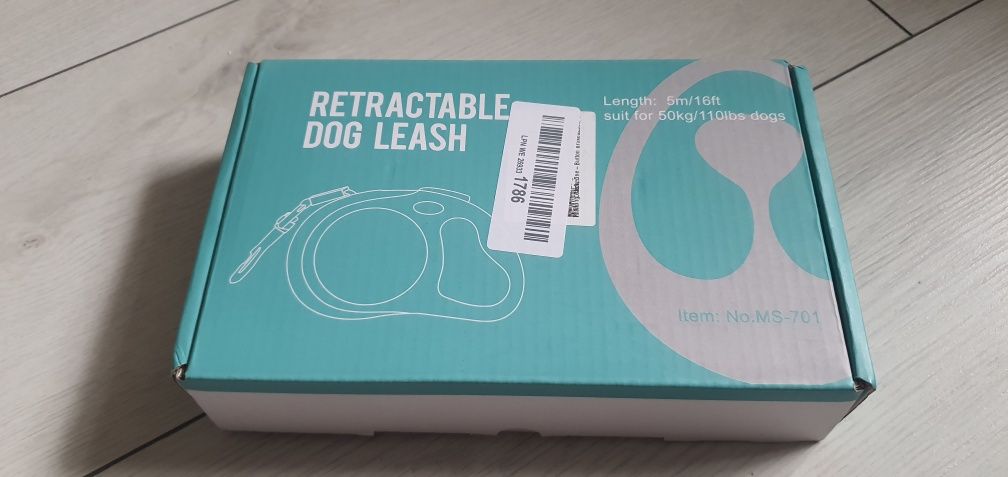 RETRACTABLE
DOG LEASH
Length: 5m/16ft
suit for 50kg/110lbs dogs
1786
Item: No.MS-701